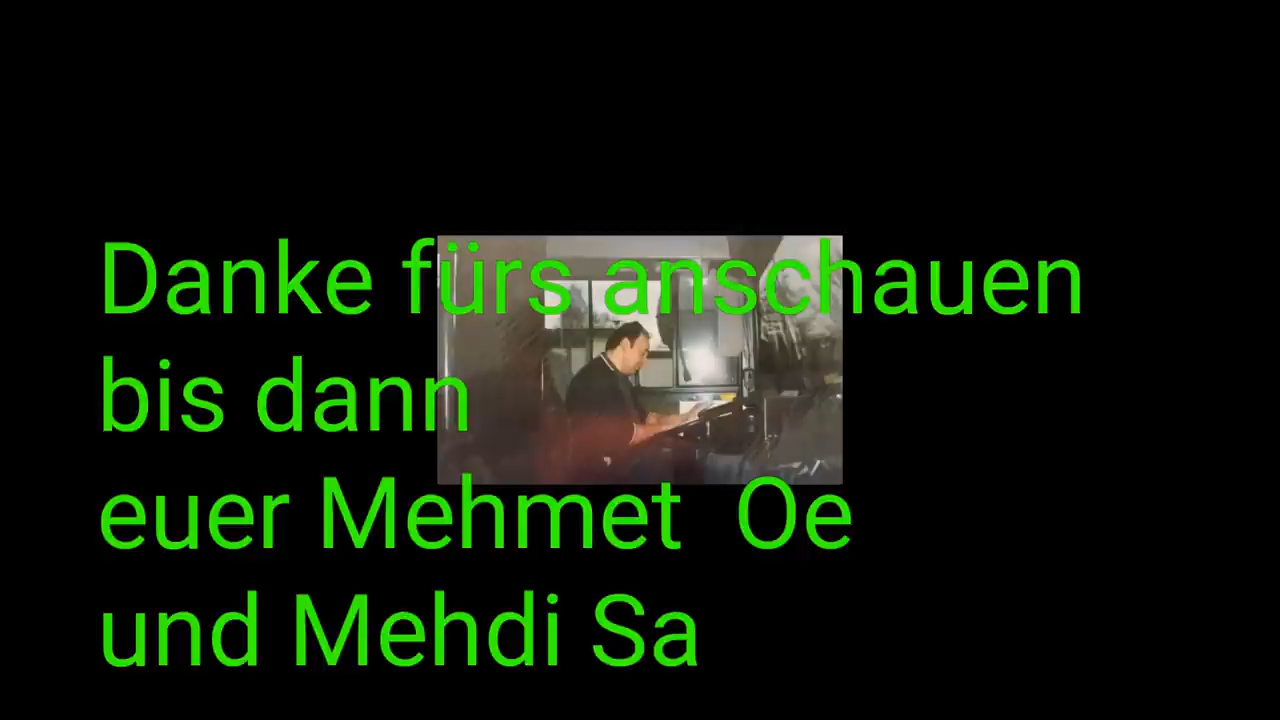 Danke fürs anschauen
bis dann
euer Mehmet Oe
und Mehdi Sa